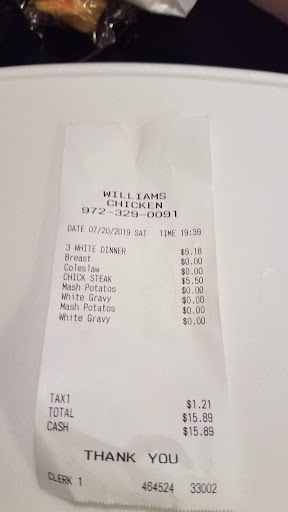 WILLIAMS
CHICKEN
972-329-0091
DATE 07/20/2019 SAT TIME 19:39
3 WHITE DINNER $9.18
Breast $0.00
Coleslaw $0.00
CHICK STEAK $5.50
Mash Potatos $0.00
White Gravy $0.00
Mash Potatos $0.00
White Gravy $0.00
TAX1 $1.21
TOTAL $15.89
CASH $15.89
THANK YOU
CLERK 1 464524 33002